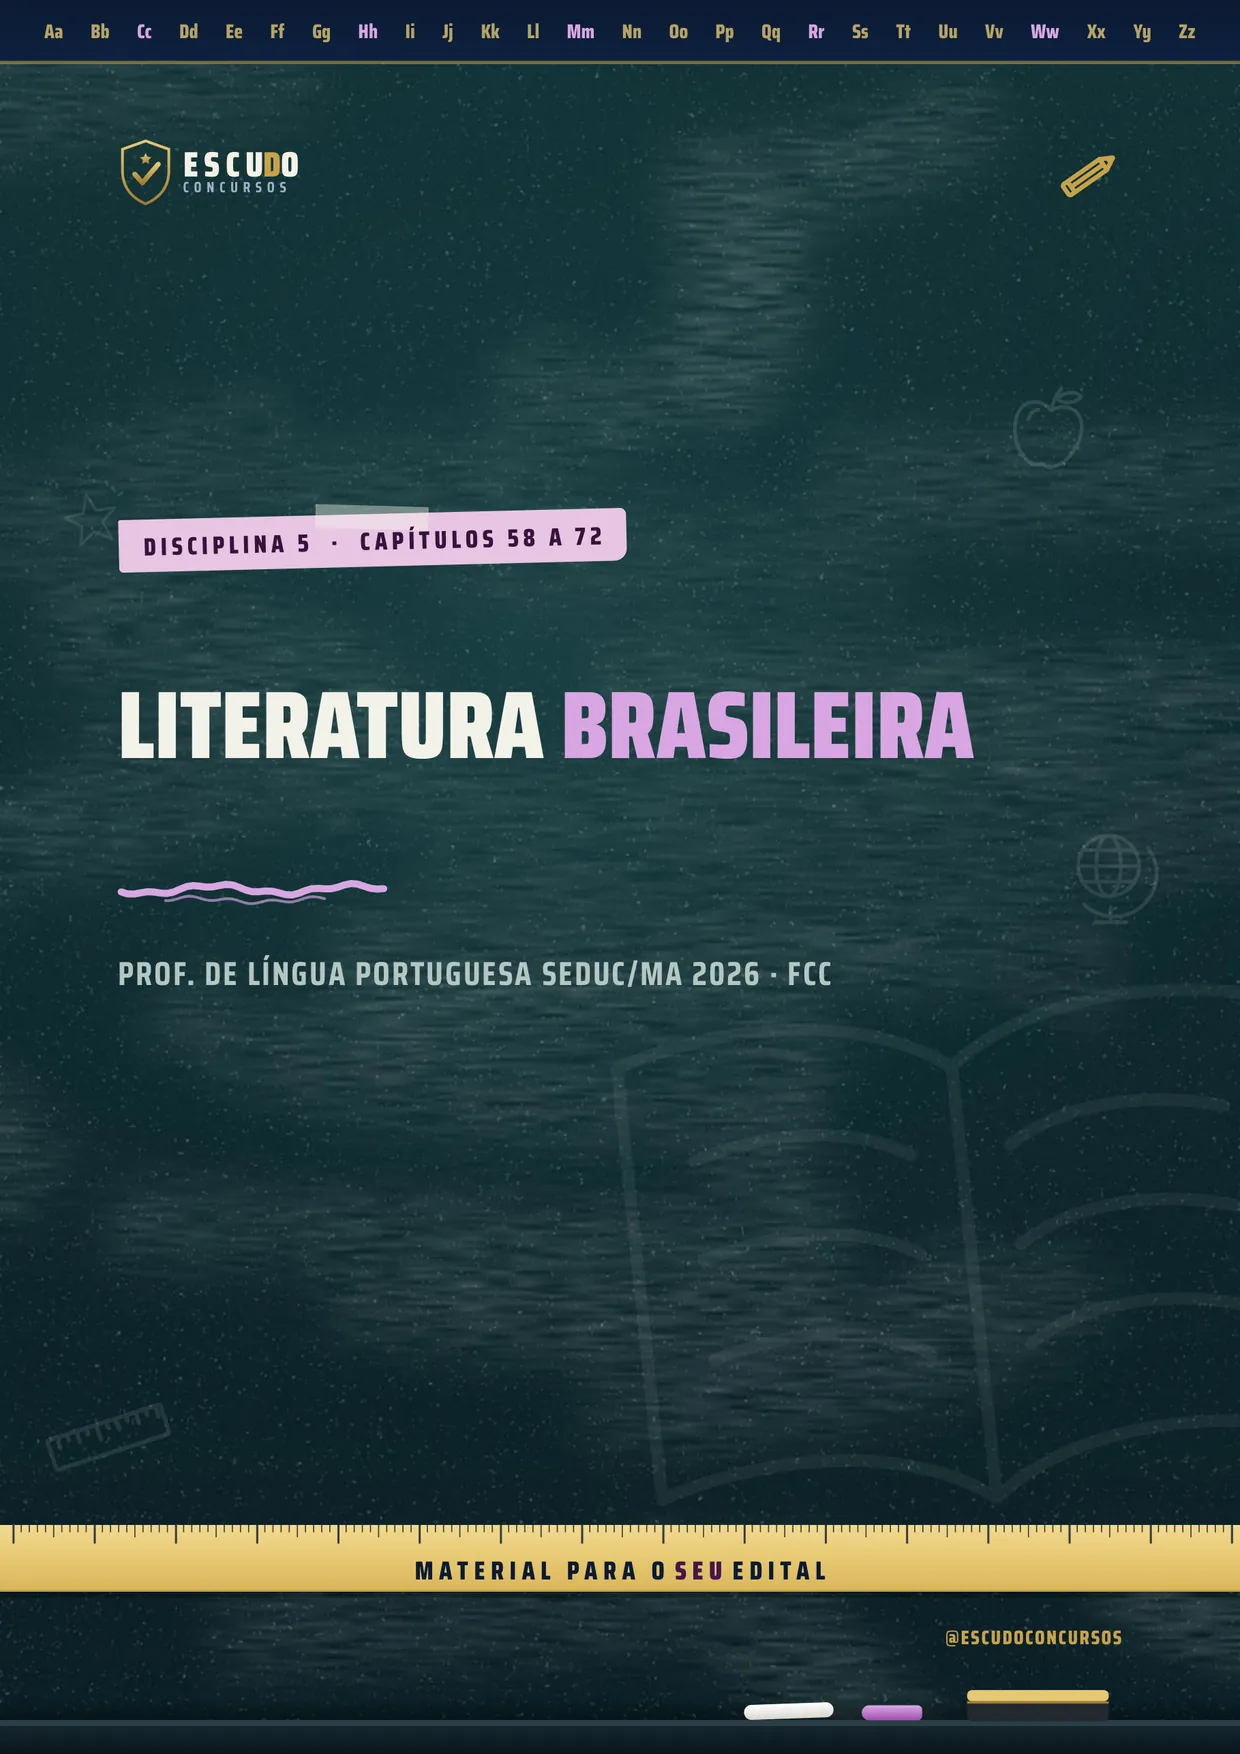 Aa Bb Cc Dd Ee Ff Gg Hh Ii Jj Kk Ll Mm Nn Oo Pp Qq Rr Ss Tt Uu Vv Ww Xx Yy Zz
ESCUDO
CONCURSOS
DISCIPLINA 5 · CAPÍTULOS 58 A 72
LITERATURA BRASILEIRA
PROF. DE LÍNGUA PORTUGUESA SEDUC/MA 2026 · FCC
MATERIAL PARA O SEU EDITAL
@ESCUDOCONCURSOS